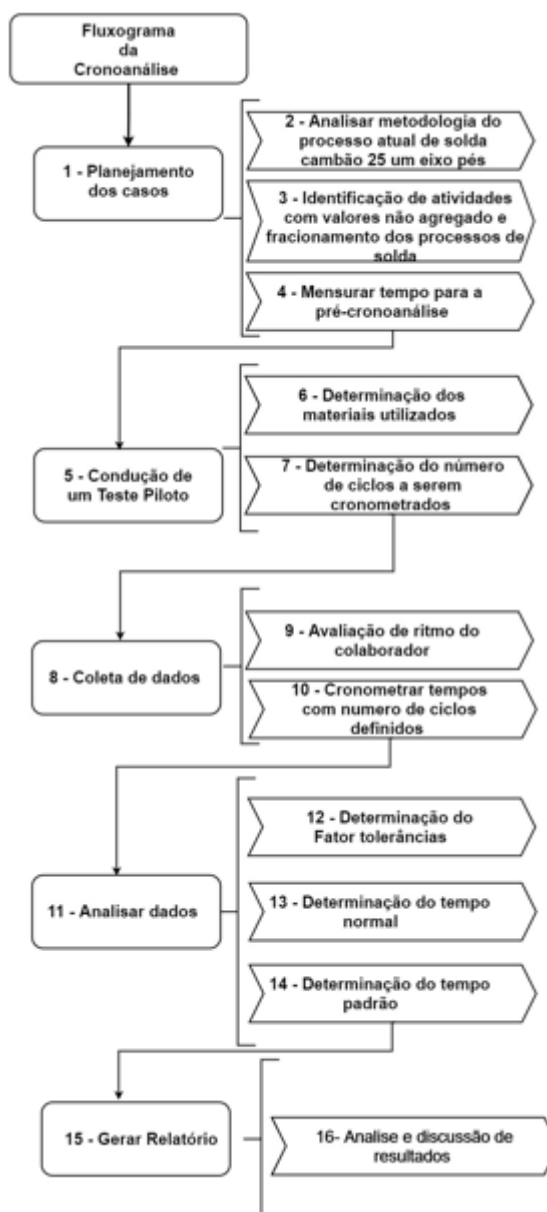 Fluxograma
da
Cronoanálise
1 - Planejamento
dos casos
2 - Analisar metodologia do
processo atual de solda
cambão 25 um eixo pés
3 - Identificação de atividades
com valores não agregado e
fracionamento dos processos de
solda
4 - Mensurar tempo para a
pré-cronoanálise
5 - Condução de
um Teste Piloto
6 - Determinação dos
materiais utilizados
7 - Determinação do número
de ciclos a serem
cronometrados
8 - Coleta de dados
9 - Avaliação de ritmo do
colaborador
10 - Cronometrar tempos
com numero de ciclos
definidos
11 - Analisar dados
12 - Determinação do
Fator tolerâncias
13 - Determinação do tempo
normal
14 - Determinação do tempo
padrão
15 - Gerar Relatório
16- Analise e discussão de
resultados